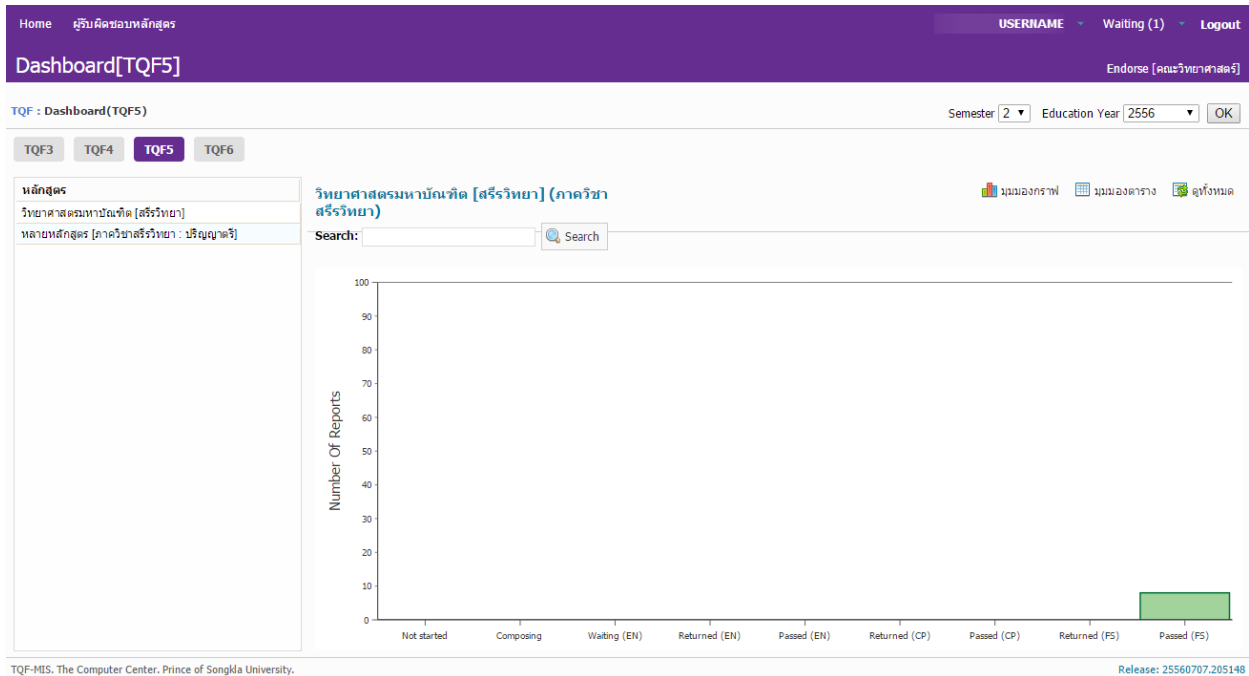 Home ผู้รับผิดชอบหลักสูตร USERNAME Waiting (1) Logout
Dashboard[TQF5] Endorse [คณะวิทยาศาสตร์]
TQF : Dashboard(TQF5) Semester 2 Education Year 2556 OK
TQF3 TQF4 TQF5 TQF6
หลักสูตร
วิทยาศาสตรมหาบัณฑิต [สรีรวิทยา]
หลายหลักสูตร [ภาควิชาสรีรวิทยา : ปริญญาตรี]
วิทยาศาสตรมหาบัณฑิต [สรีรวิทยา] (ภาควิชา
สรีรวิทยา)
มุมมองกราฟ มุมมองตาราง ดูทั้งหมด
Search: Search
Number Of Reports
100
90
80
70
60
50
40
30
20
10
0
Not started Composing Waiting (EN) Returned (EN) Passed (EN) Returned (CP) Passed (CP) Returned (FS) Passed (FS)
TQF-MIS. The Computer Center. Prince of Songkla University. Release: 25560707.205148